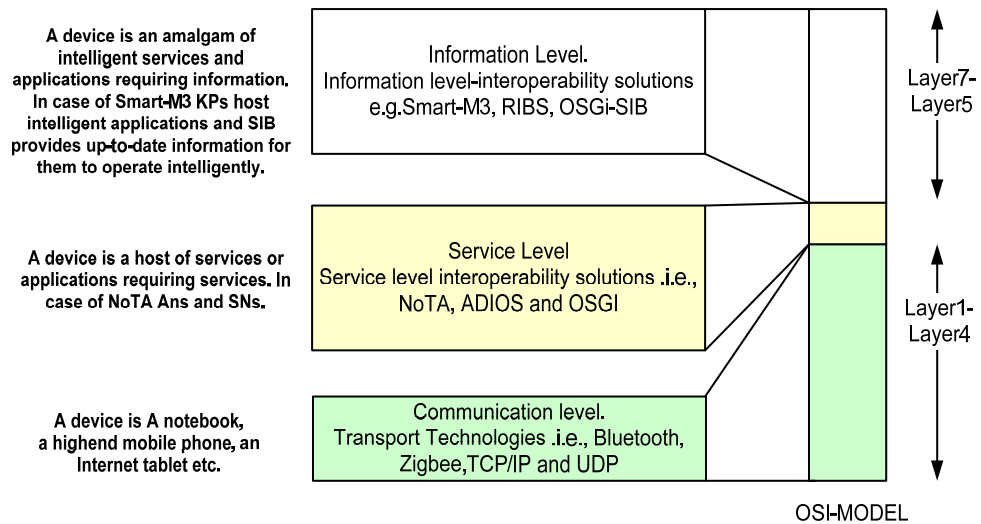 A device is an amalgam of
intelligent services and
applications requiring information.
In case of Smart-M3 KPs host
intelligent applications and SIB
provides up-to-date information for
them to operate intelligently.
Information Level.
Information level-interoperability solutions
e.g.Smart-M3, RIBS, OSGi-SIB
Layer7-
Layer5
A device is a host of services or
applications requiring services. In
case of NoTA Ans and SNs.
Service Level
Service level interoperability solutions .i.e.,
NoTA, ADIOS and OSGI
Layer1-
Layer4
A device is A notebook,
a highend mobile phone, an
Internet tablet etc.
Communication level.
Transport Technologies .i.e., Bluetooth,
Zigbee,TCP/IP and UDP
OSI-MODEL